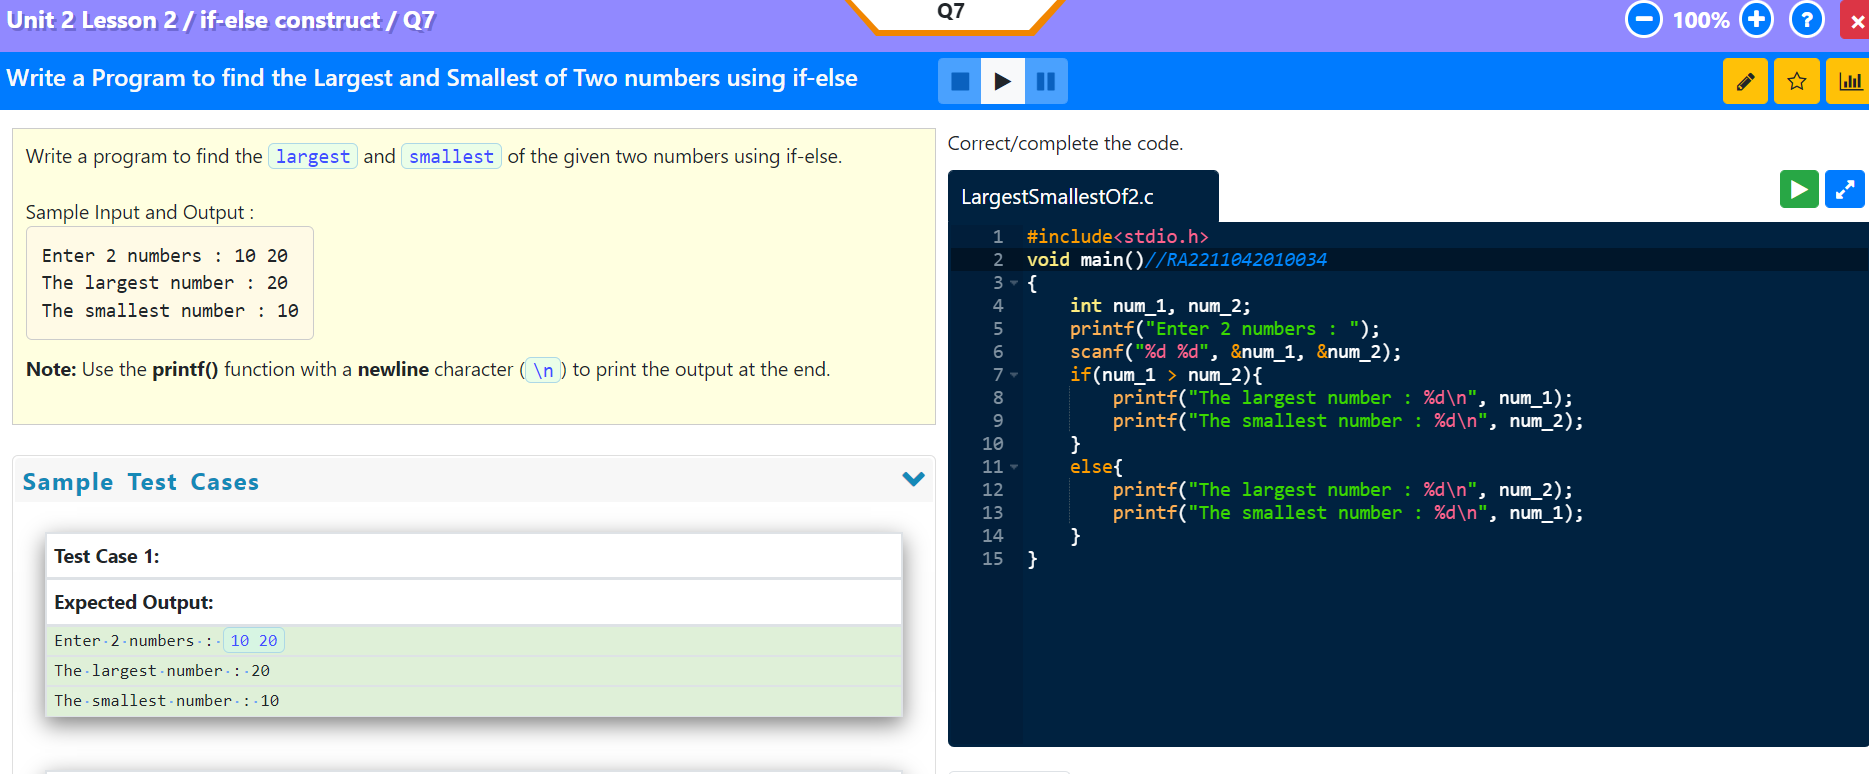 Unit 2 Lesson 2 / if-else construct / Q7
Q7
100%
?
×
Write a Program to find the Largest and Smallest of Two numbers using if-else
Write a program to find the largest and smallest of the given two numbers using if-else.
Sample Input and Output :
Enter 2 numbers : 10 20
The largest number : 20
The smallest number : 10
Note: Use the printf() function with a newline character (\n) to print the output at the end.
Sample Test Cases
Test Case 1:
Expected Output:
Enter·2·numbers·:·10 20
The·largest·number·:·20
The·smallest·number·:·10
Correct/complete the code.
LargestSmallestOf2.c
1 #include<stdio.h>
2 void main()//RA2211042010034
3 {
4     int num_1, num_2;
5     printf("Enter 2 numbers : ");
6     scanf("%d %d", &num_1, &num_2);
7     if(num_1 > num_2){
8         printf("The largest number : %d\n", num_1);
9         printf("The smallest number : %d\n", num_2);
10     }
11     else{
12         printf("The largest number : %d\n", num_2);
13         printf("The smallest number : %d\n", num_1);
14     }
15 }